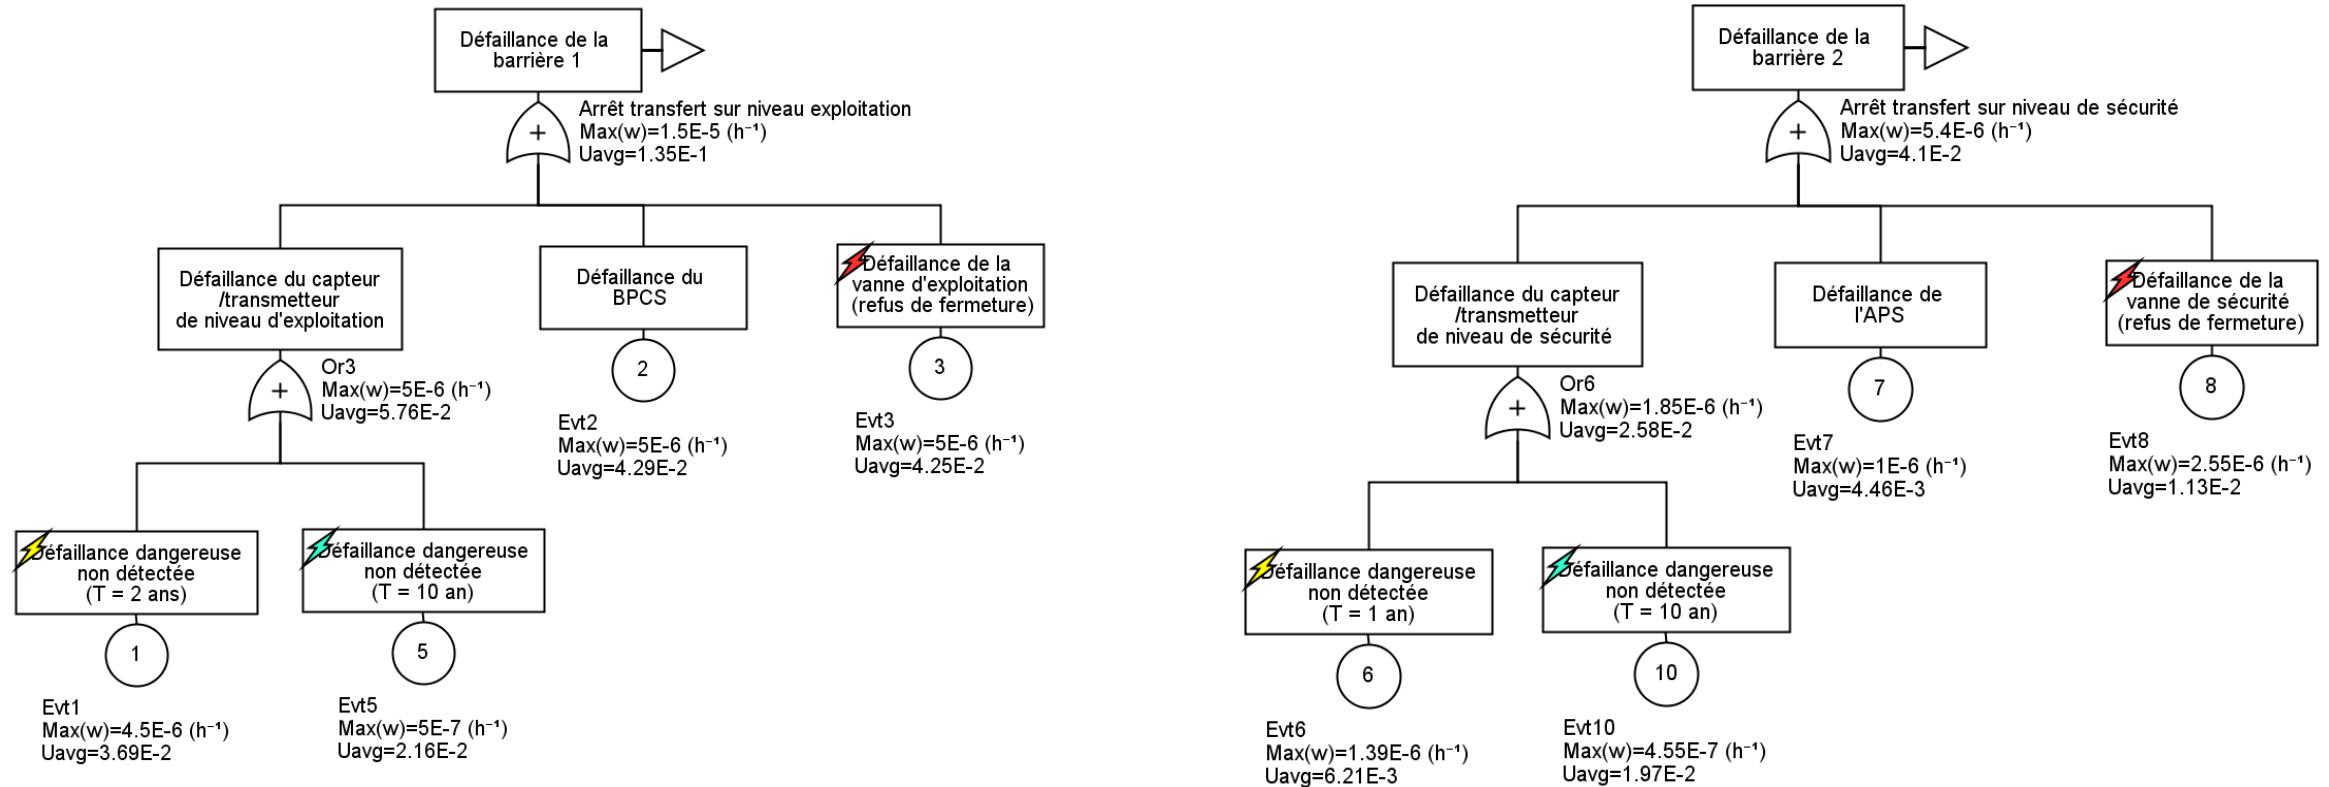 Défaillance de la
barrière 1
Arrêt transfert sur niveau exploitation
Max(w)=1.5E-5 (h⁻¹)
Uavg=1.35E-1
+
Défaillance du capteur
/transmetteur
de niveau d'exploitation
Or3
Max(w)=5E-6 (h⁻¹)
Uavg=5.76E-2
+
Défaillance du
BPCS
2
Evt2
Max(w)=5E-6 (h⁻¹)
Uavg=4.29E-2
Défaillance de la
vanne d'exploitation
(refus de fermeture)
3
Evt3
Max(w)=5E-6 (h⁻¹)
Uavg=4.25E-2
Défaillance dangereuse
non détectée
(T = 2 ans)
1
Evt1
Max(w)=4.5E-6 (h⁻¹)
Uavg=3.69E-2
Défaillance dangereuse
non détectée
(T = 10 an)
5
Evt5
Max(w)=5E-7 (h⁻¹)
Uavg=2.16E-2
Défaillance de la
barrière 2
Arrêt transfert sur niveau de sécurité
Max(w)=5.4E-6 (h⁻¹)
Uavg=4.1E-2
+
Défaillance du capteur
/transmetteur
de niveau de sécurité
Or6
Max(w)=1.85E-6 (h⁻¹)
Uavg=2.58E-2
+
Défaillance de
l'APS
7
Evt7
Max(w)=1E-6 (h⁻¹)
Uavg=4.46E-3
Défaillance de la
vanne de sécurité
(refus de fermeture)
8
Evt8
Max(w)=2.55E-6 (h⁻¹)
Uavg=1.13E-2
Défaillance dangereuse
non détectée
(T = 1 an)
6
Evt6
Max(w)=1.39E-6 (h⁻¹)
Uavg=6.21E-3
Défaillance dangereuse
non détectée
(T = 10 an)
10
Evt10
Max(w)=4.55E-7 (h⁻¹)
Uavg=1.97E-2